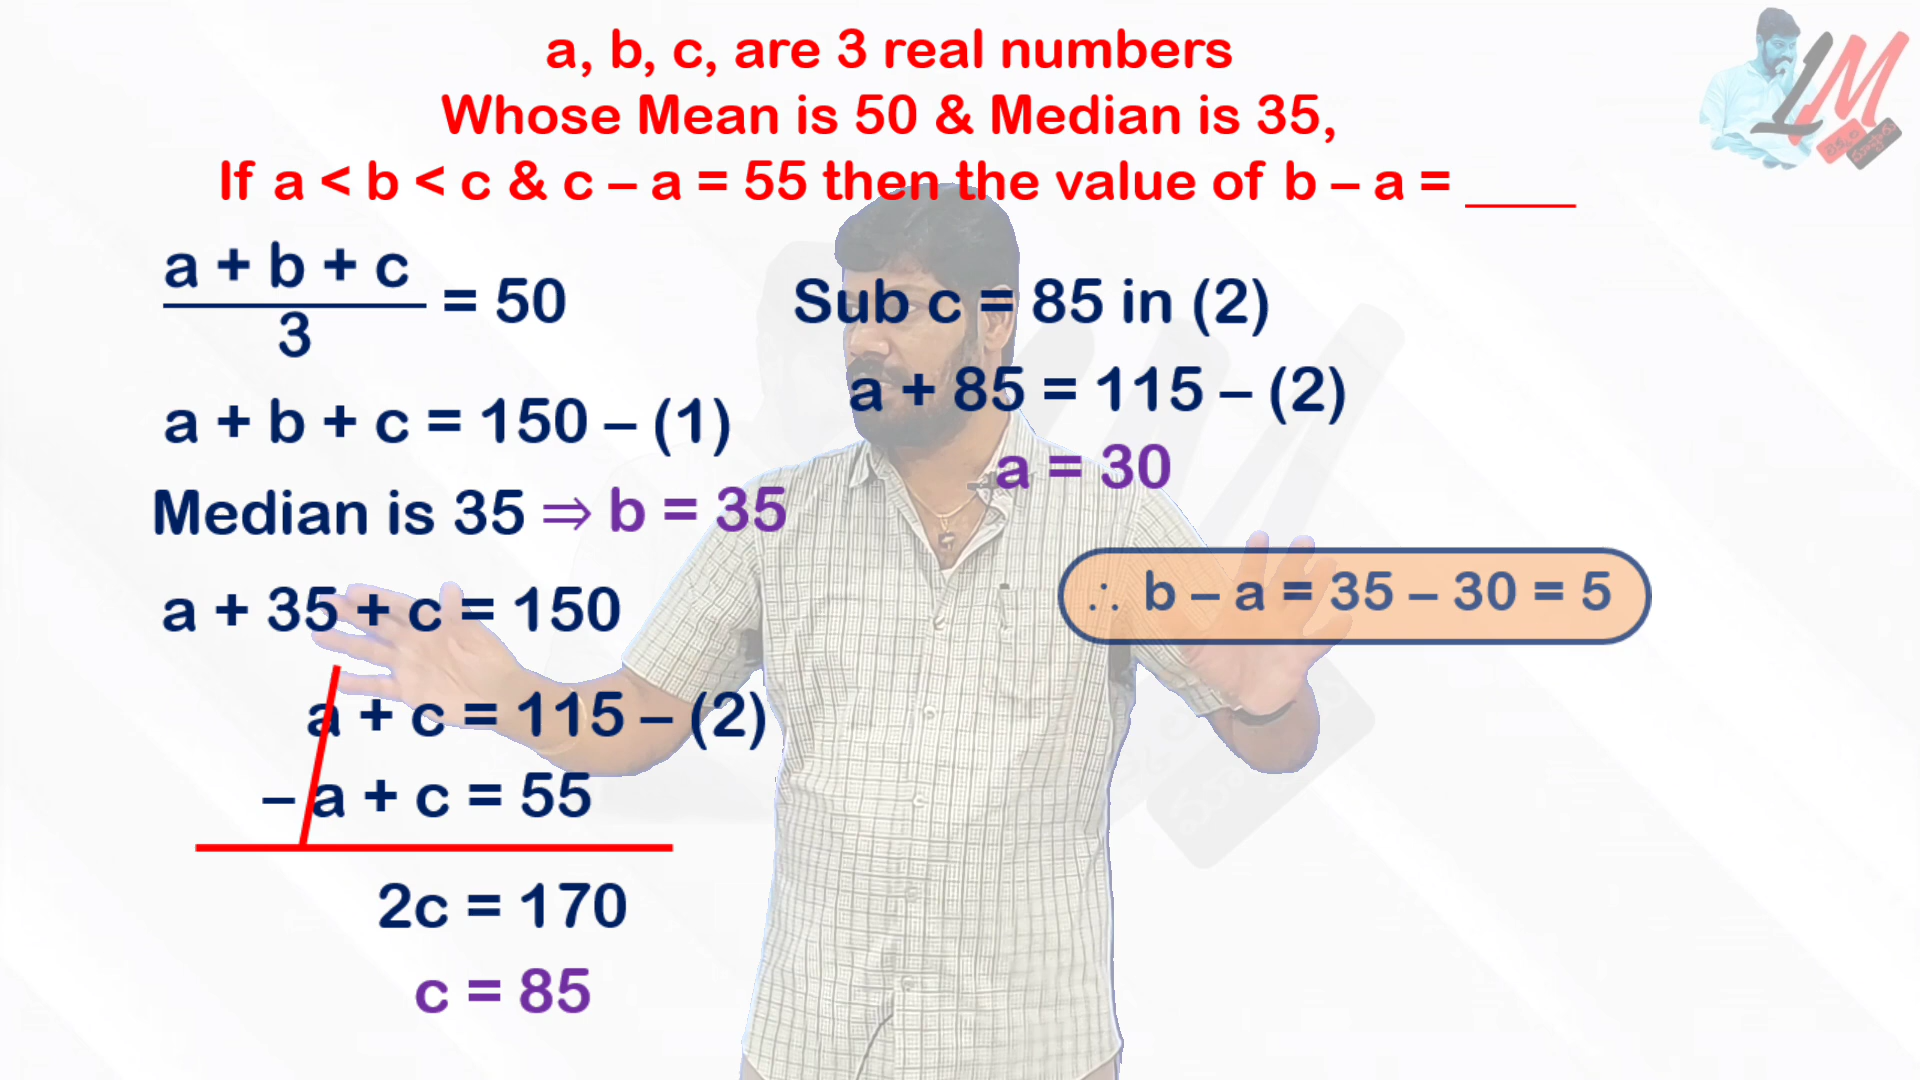 a, b, c, are 3 real numbers
Whose Mean is 50 & Median is 35,
If a < b < c & c – a = 55 then the value of b – a = ____
a + b + c
3
= 50
a + b + c = 150 – (1)
Median is 35 ⇒ b = 35
a + 35 + c = 150
a + c = 115 – (2)
– a + c = 55
2c = 170
c = 85
Sub c = 85 in (2)
a + 85 = 115 – (2)
a = 30
∴ b – a = 35 – 30 = 5
LM